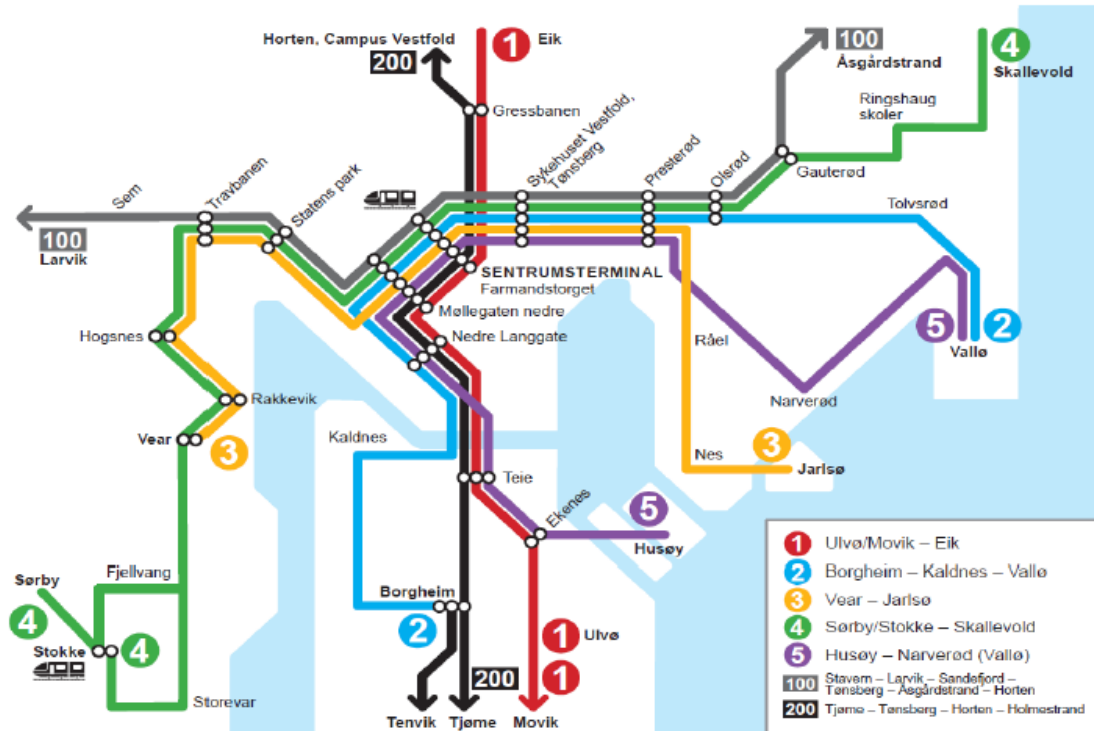 Horten, Campus Vestfold
200
1 Eik
100
Åsgårdstrand
4
Skallevold
Ringshaug
skoler
Gressbanen
Sykehuset Vestfold,
Tønsberg
Presterød
Olsrød
Gauterød
Sem
Travbanen
Statens park
Tolvsrød
100
Larvik
SENTRUMSTERMINAL
Farmandstorget
Møllegaten nedre
Nedre Langgate
Hogsnes
Råel
5
2
Vallø
Rakkevik
Narverød
Vear
3
Kaldnes
Nes
3
Jarlsø
Teie
Ekenes
5
Husøy
Fjellvang
Sørby
4
Stokke
4
Storevar
Borgheim
2
1 Ulvø
1
200
Tenvik
Tjøme
Movik
1 Ulvø/Movik – Eik
2 Borgheim – Kaldnes – Vallø
3 Vear – Jarlsø
4 Sørby/Stokke – Skallevold
5 Husøy – Narverød (Vallø)
100 Stavern – Larvik – Sandefjord –
Tønsberg – Åsgårdstrand – Horten
200 Tjøme – Tønsberg – Horten – Holmestrand